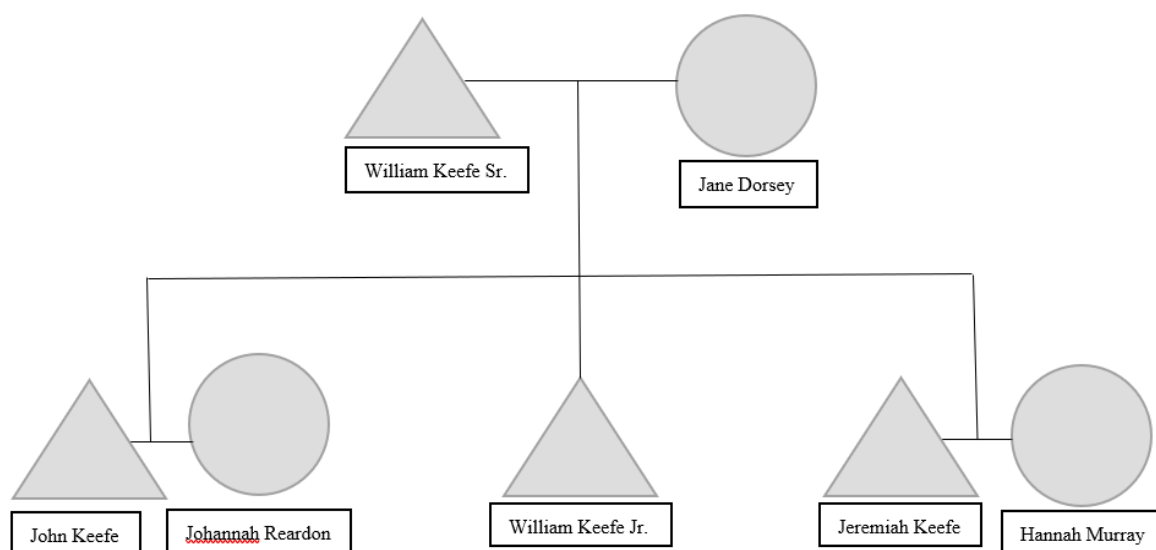 William Keefe Sr.
Jane Dorsey
John Keefe
Johannah Reardon
William Keefe Jr.
Jeremiah Keefe
Hannah Murray